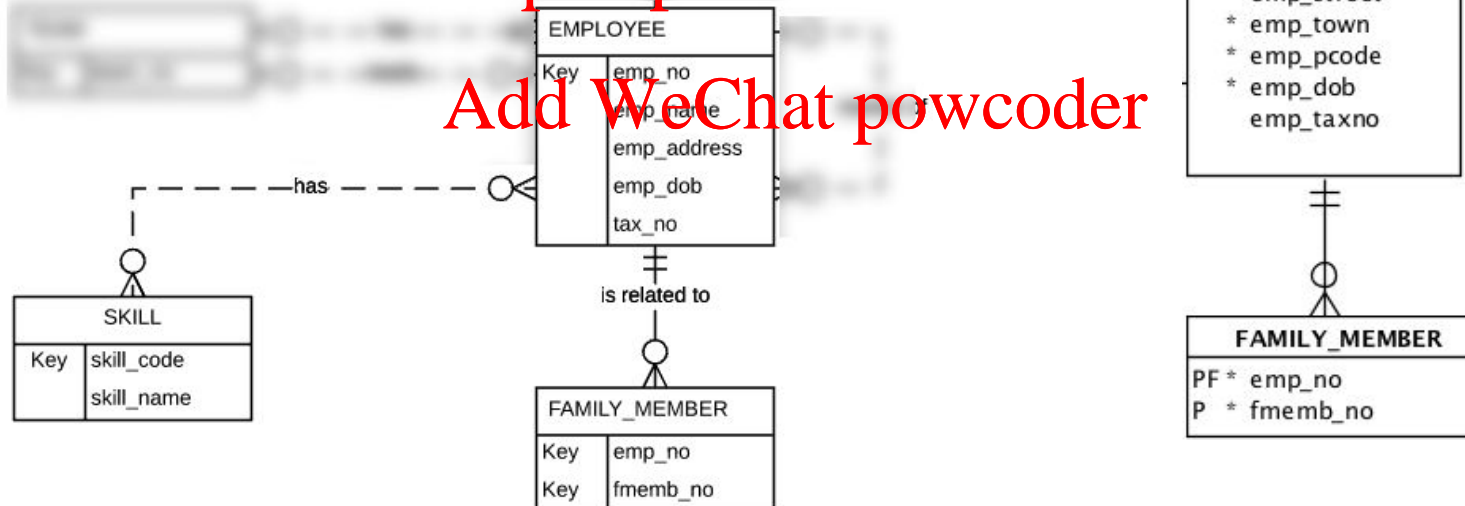 EMPLOYEE
Key emp_no
emp_name
emp_address
emp_dob
tax_no
Add WeChat powcoder
has
is related to
SKILL
Key skill_code
skill_name
FAMILY_MEMBER
Key emp_no
Key fmemb_no
* emp_town
* emp_pcode
* emp_dob
emp_taxno
FAMILY_MEMBER
PF * emp_no
P * fmemb_no